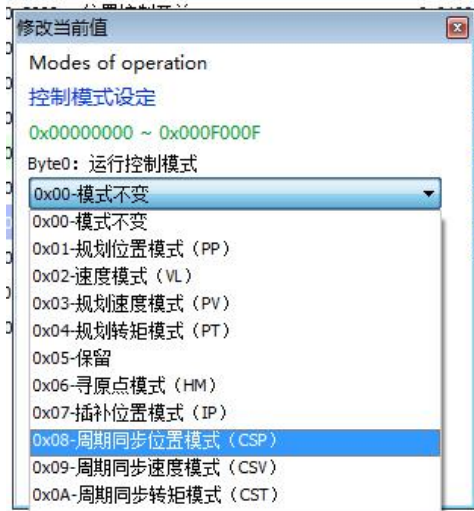 修改当前值
Modes of operation
控制模式设定
0x00000000 ~ 0x000F000F
Byte0: 运行控制模式
0x00-模式不变
0x00-模式不变
0x01-规划位置模式（PP）
0x02-速度模式（VL）
0x03-规划速度模式（PV）
0x04-规划转矩模式（PT）
0x05-保留
0x06-寻原点模式（HM）
0x07-插补位置模式（IP）
0x08-周期同步位置模式（CSP）
0x09-周期同步速度模式（CSV）
0x0A-周期同步转矩模式（CST）